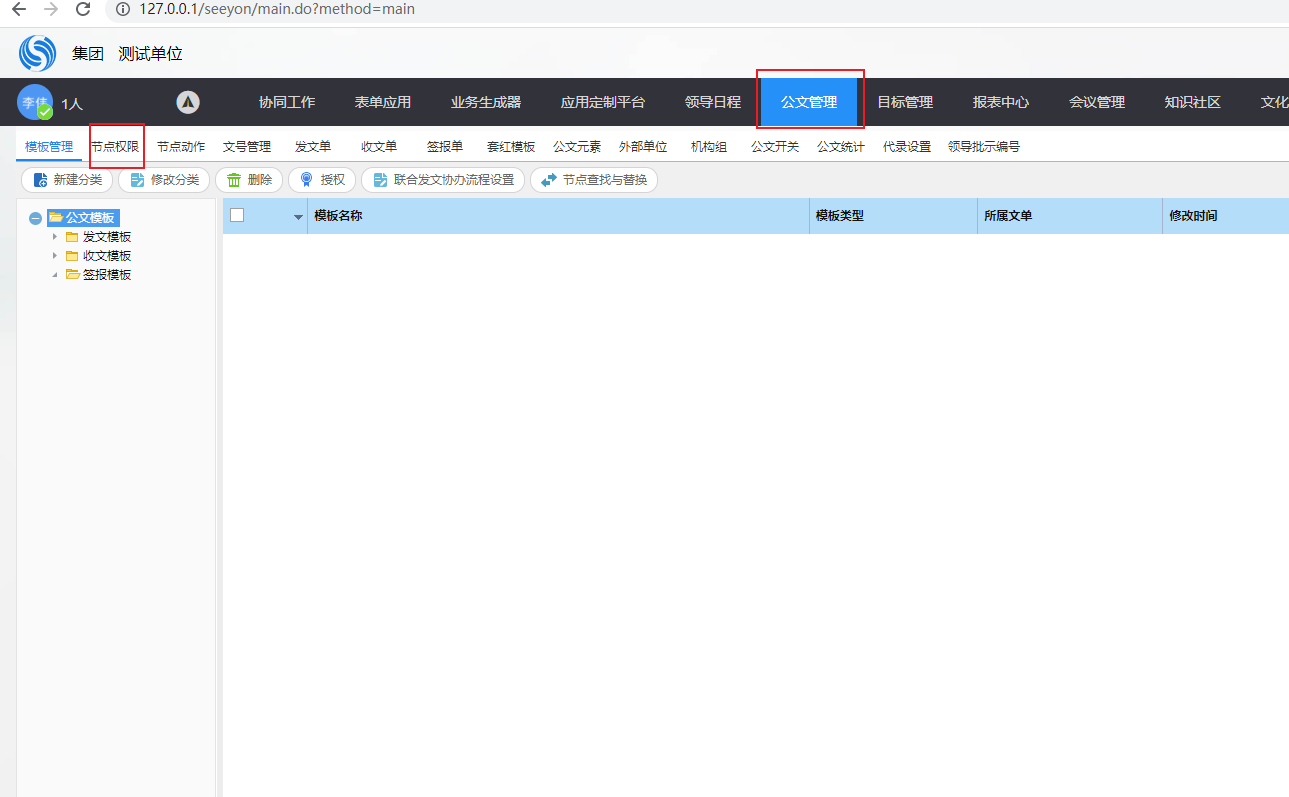 127.0.0.1/seeyon/main.do?method=main
集团 测试单位
李伟 1人 协同工作 表单应用 业务生成器 应用定制平台 领导日程 公文管理 目标管理 报表中心 会议管理 知识社区 文化
模板管理 节点权限 节点动作 文号管理 发文单 收文单 签报单 套红模板 公文元素 外部单位 机构组 公文开关 公文统计 代录设置 领导批示编号
新建分类 修改分类 删除 授权 联合发文协办流程设置 节点查找与替换
公文模板 模板名称 模板类型 所属文单 修改时间
发文模板
收文模板
签报模板